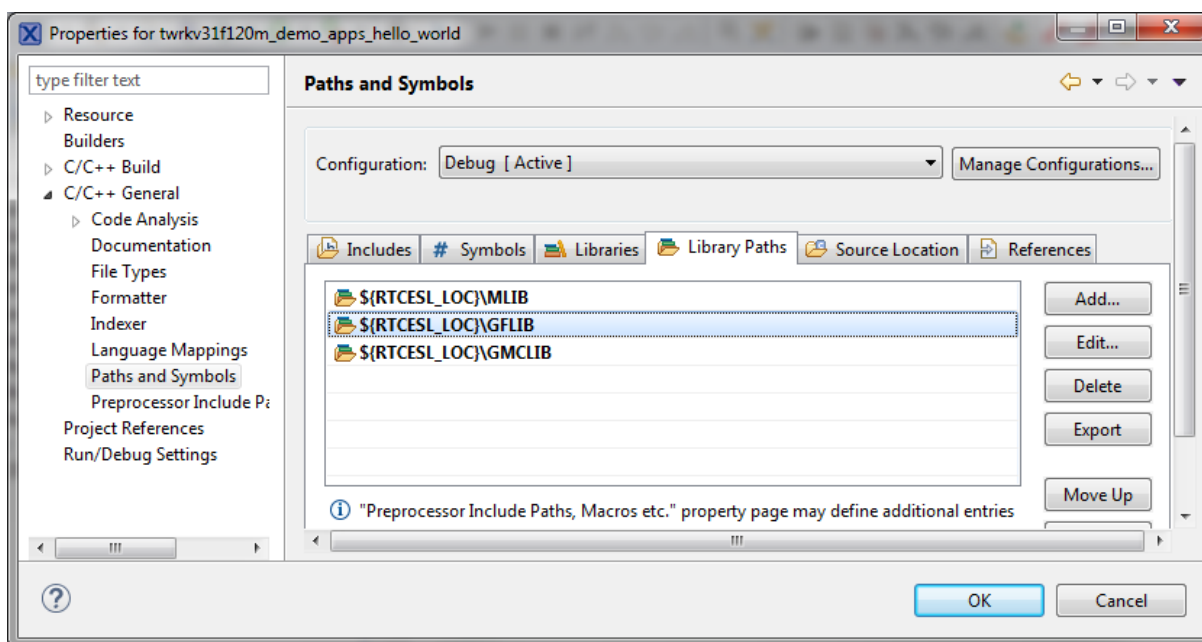 Properties for twrkv31f120m_demo_apps_hello_world
type filter text
Resource
Builders
C/C++ Build
C/C++ General
Code Analysis
Documentation
File Types
Formatter
Indexer
Language Mappings
Paths and Symbols
Preprocessor Include Pa
Project References
Run/Debug Settings
Paths and Symbols
Configuration: Debug [ Active ] Manage Configurations...
Includes # Symbols Libraries Library Paths Source Location References
${RTCESL_LOC}\MLIB
${RTCESL_LOC}\GFLIB
${RTCESL_LOC}\GMCLIB
Add...
Edit...
Delete
Export
Move Up
"Preprocessor Include Paths, Macros etc." property page may define additional entries
OK Cancel